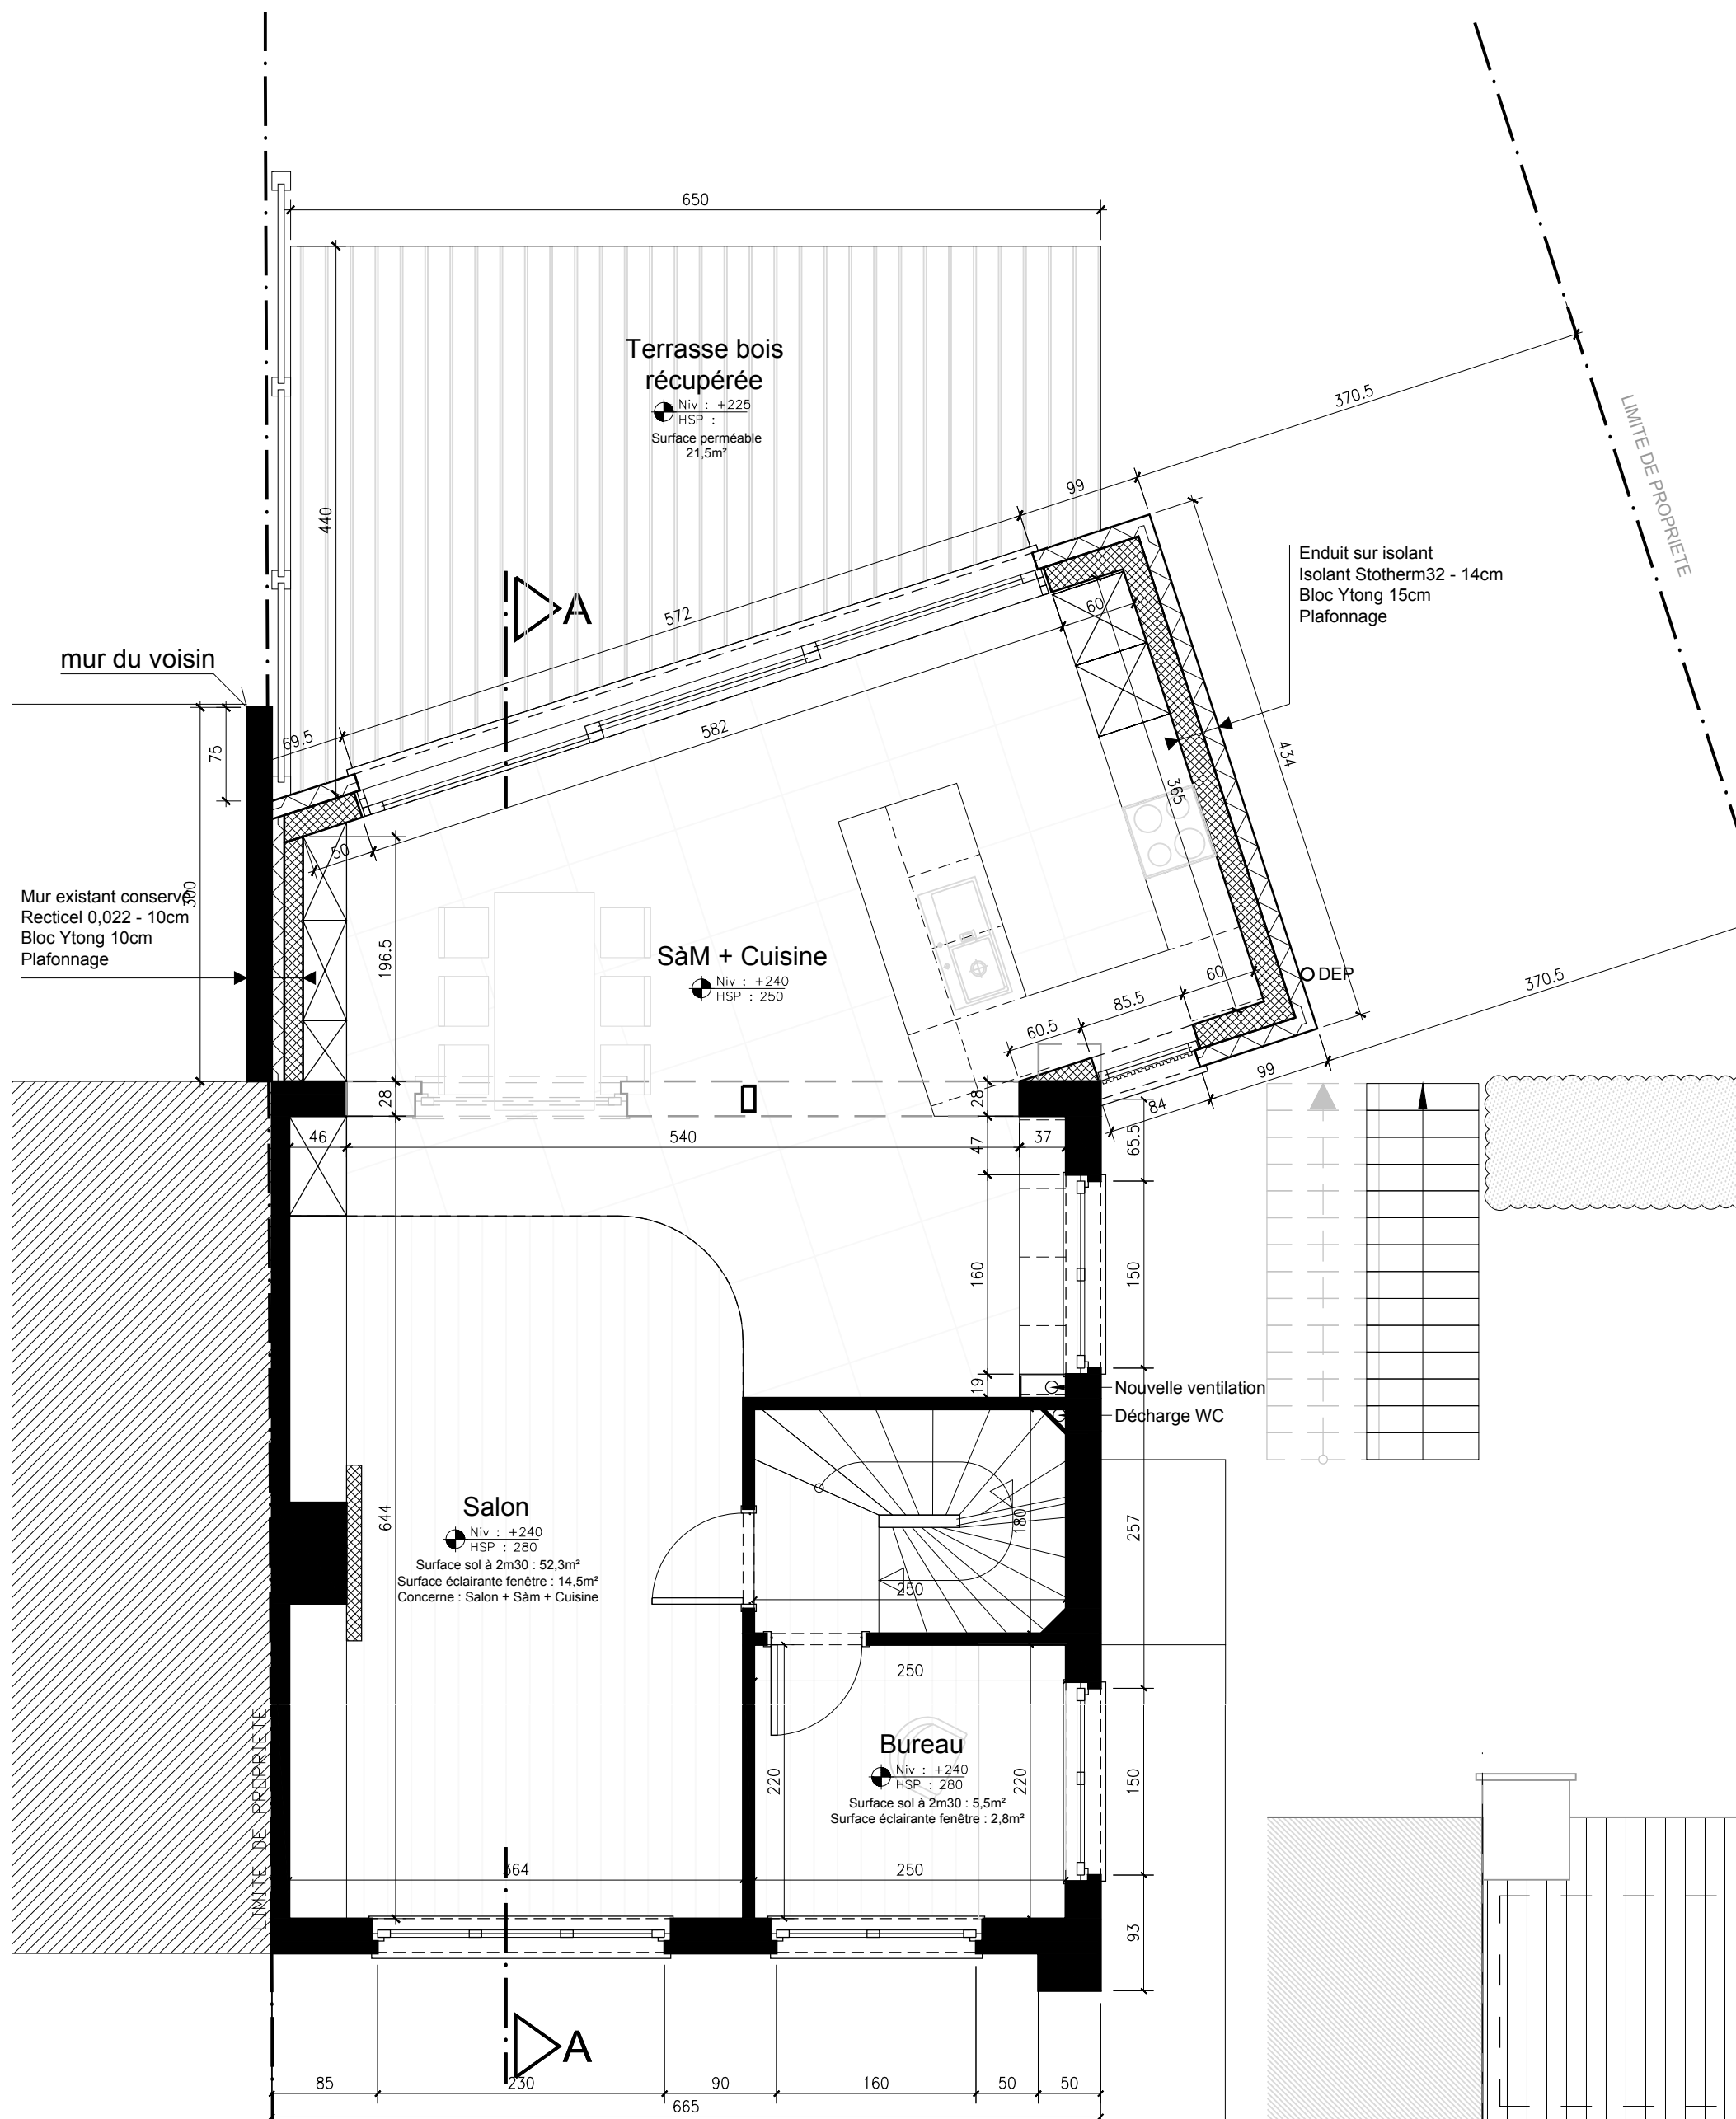 650
Terrasse bois
récupérée
Niv : +225
HSP :
Surface perméable
21,5m²
370.5
LIMITE DE PROPRIETE
99
440
Enduit sur isolant
Isolant Stotherm32 - 14cm
Bloc Ytong 15cm
Plafonnage
A
572
60
mur du voisin
582
69.5
75
434
365
50
300
Mur existant conservé
Recticel 0,022 - 10cm
Bloc Ytong 10cm
Plafonnage
196.5
SàM + Cuisine
Niv : +240
HSP : 250
60
DEP
370.5
85.5
60.5
99
84
28
28
46
540
37
47
65.5
160
150
19
Nouvelle ventilation
Décharge WC
Salon
Niv : +240
HSP : 280
Surface sol à 2m30 : 52,3m²
Surface éclairante fenêtre : 14,5m²
Concerne : Salon + Sàm + Cuisine
644
180
257
250
250
Bureau
Niv : +240
HSP : 280
Surface sol à 2m30 : 5,5m²
Surface éclairante fenêtre : 2,8m²
220
220
150
LIMITE DE PROPRIETE
364
250
93
A
85
230
90
160
50
50
665